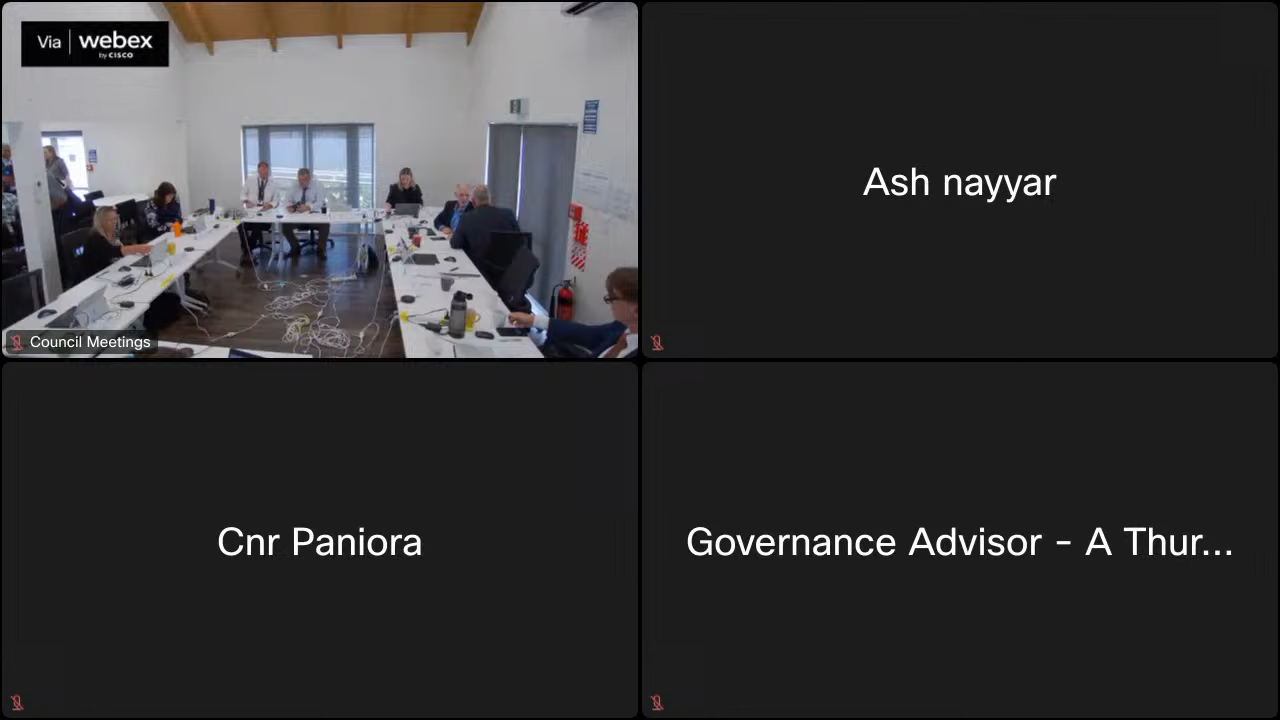 Via | webex
by CISCO
Council Meetings
Ash nayyar
Cnr Paniora
Governance Advisor - A Thur...